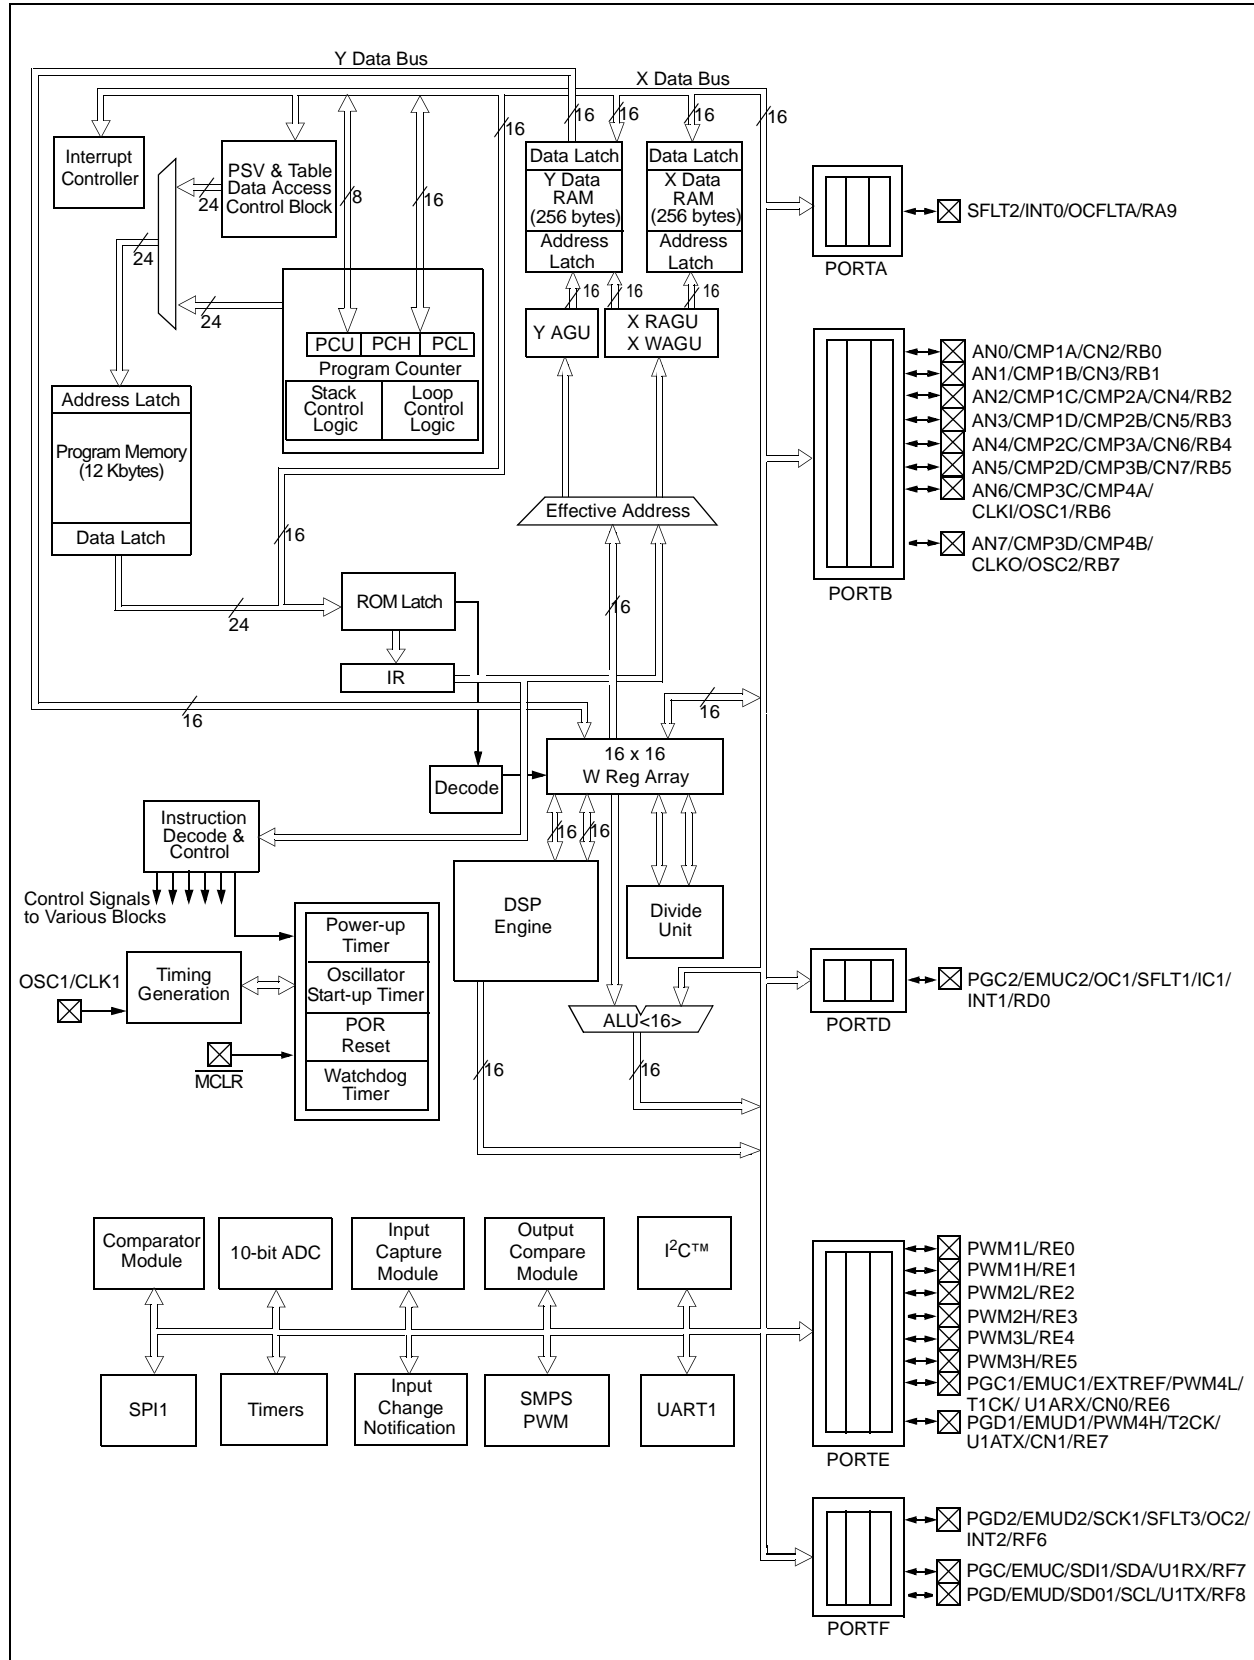 Y Data Bus
X Data Bus
16
16
16
16
16
Interrupt
Controller
PSV & Table
Data Access
Control Block
24
8
16
24
24
Data Latch
Y Data
RAM
(256 bytes)
Address
Latch
Data Latch
X Data
RAM
(256 bytes)
Address
Latch
16
16
16
Y AGU
X RAGU
X WAGU
PCU
PCH
PCL
Program Counter
Stack
Control
Logic
Loop
Control
Logic
Address Latch
Program Memory
(12 Kbytes)
Data Latch
16
24
Effective Address
ROM Latch
IR
16
16
16
16 x 16
W Reg Array
Decode
16
16
Instruction
Decode &
Control
Control Signals
to Various Blocks
DSP
Engine
Divide
Unit
Power-up
Timer
Oscillator
Start-up Timer
POR
Reset
Watchdog
Timer
OSC1/CLK1
Timing
Generation
MCLR
ALU<16>
16
16
Comparator
Module
10-bit ADC
Input
Capture
Module
Output
Compare
Module
I2C™
SPI1
Timers
Input
Change
Notification
SMPS
PWM
UART1
SFLT2/INT0/OCFLTA/RA9
PORTA
AN0/CMP1A/CN2/RB0
AN1/CMP1B/CN3/RB1
AN2/CMP1C/CMP2A/CN4/RB2
AN3/CMP1D/CMP2B/CN5/RB3
AN4/CMP2C/CMP3A/CN6/RB4
AN5/CMP2D/CMP3B/CN7/RB5
AN6/CMP3C/CMP4A/
CLKI/OSC1/RB6
AN7/CMP3D/CMP4B/
CLKO/OSC2/RB7
PORTB
PGC2/EMUC2/OC1/SFLT1/IC1/
INT1/RD0
PORTD
PWM1L/RE0
PWM1H/RE1
PWM2L/RE2
PWM2H/RE3
PWM3L/RE4
PWM3H/RE5
PGC1/EMUC1/EXTREF/PWM4L/
T1CK/ U1ARX/CN0/RE6
PGD1/EMUD1/PWM4H/T2CK/
U1ATX/CN1/RE7
PORTE
PGD2/EMUD2/SCK1/SFLT3/OC2/
INT2/RF6
PGC/EMUC/SDI1/SDA/U1RX/RF7
PGD/EMUD/SD01/SCL/U1TX/RF8
PORTF